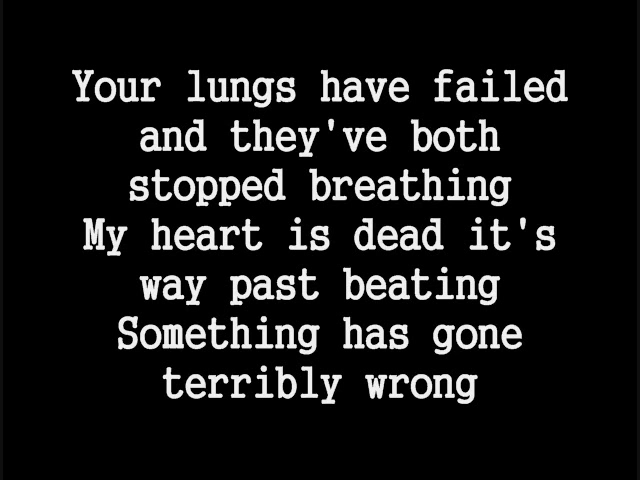 Your lungs have failed
and they've both
stopped breathing
My heart is dead it's
way past beating
Something has gone
terribly wrong